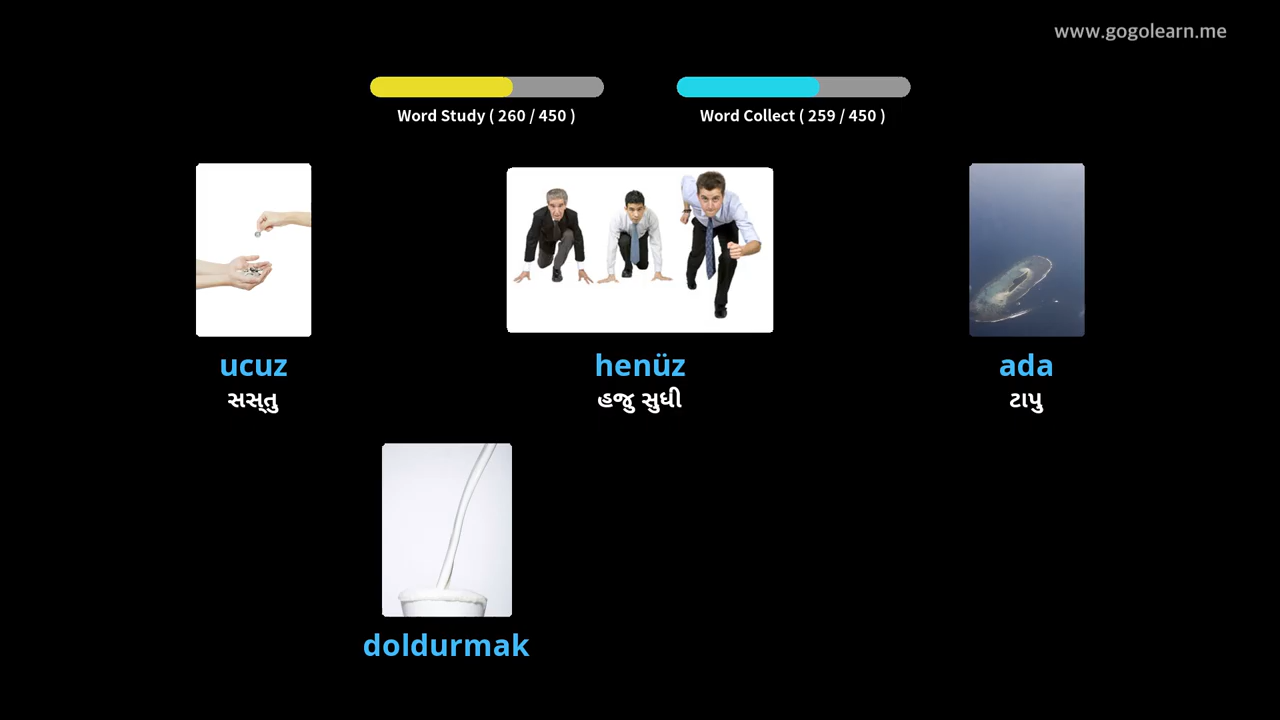 www.gogolearn.me
Word Study ( 260 / 450 )
Word Collect ( 259 / 450 )
ucuz
henüz
ada
સસ્તુ
હજુ સુધી
ટાપુ
doldurmak